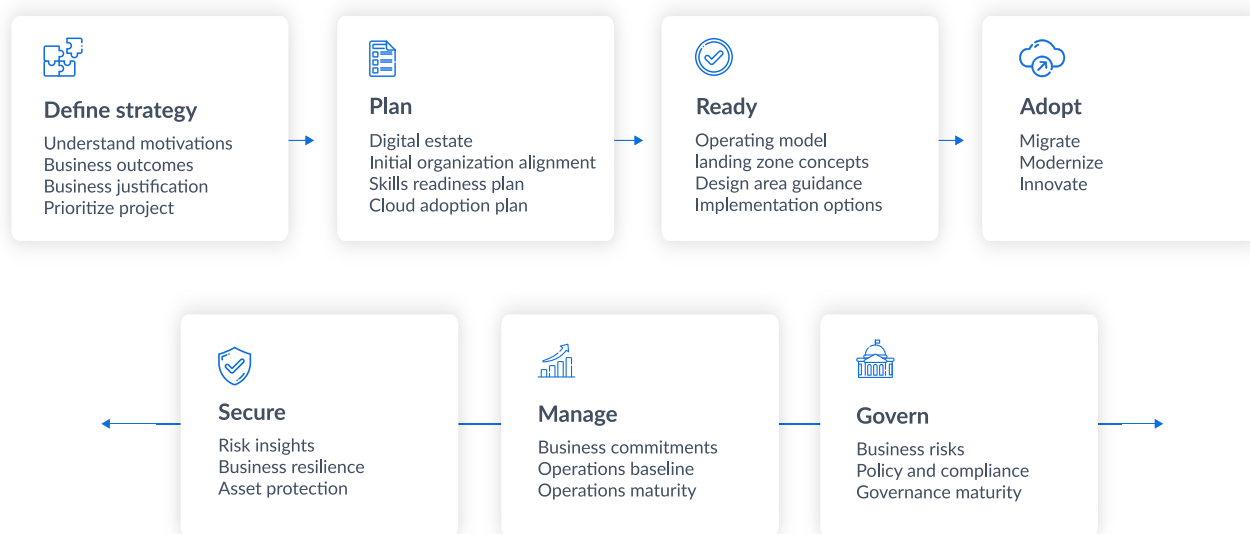 Define strategy
Understand motivations
Business outcomes
Business justification
Prioritize project
Plan
Digital estate
Initial organization alignment
Skills readiness plan
Cloud adoption plan
Ready
Operating model
landing zone concepts
Design area guidance
Implementation options
Adopt
Migrate
Modernize
Innovate
Secure
Risk insights
Business resilience
Asset protection
Manage
Business commitments
Operations baseline
Operations maturity
Govern
Business risks
Policy and compliance
Governance maturity